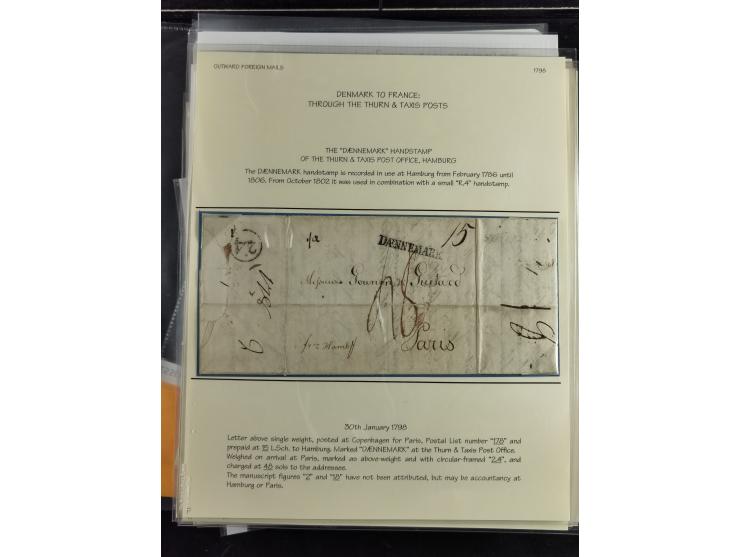 OUTWARD FOREIGN MAILS
1798
DENMARK TO FRANCE:
THROUGH THE THURN & TAXIS POSTS
THE "DÆNNEMARK" HANDSTAMP
OF THE THURN & TAXIS POST OFFICE, HAMBURG
The DÆNNEMARK handstamp is recorded in use at Hamburg from February 1786 until
1806. From October 1802 it was used in combination with a small "R.4" handstamp.
2A
DÆNNEMARK
15
Messieurs
Paris
30th January 1798
Letter above single weight, posted at Copenhagen for Paris, Postal List number "178" and
prepaid at 15 L.Sch. to Hamburg. Marked "DÆNNEMARK" at the Thurn & Taxis Post Office.
Weighed on arrival at Paris, marked as above-weight and with circular-framed "2.A", and
charged at 48 sols to the addressee.
The manuscript figures "2" and "18" have not been attributed, but may be accountancy at
Hamburg or Paris.